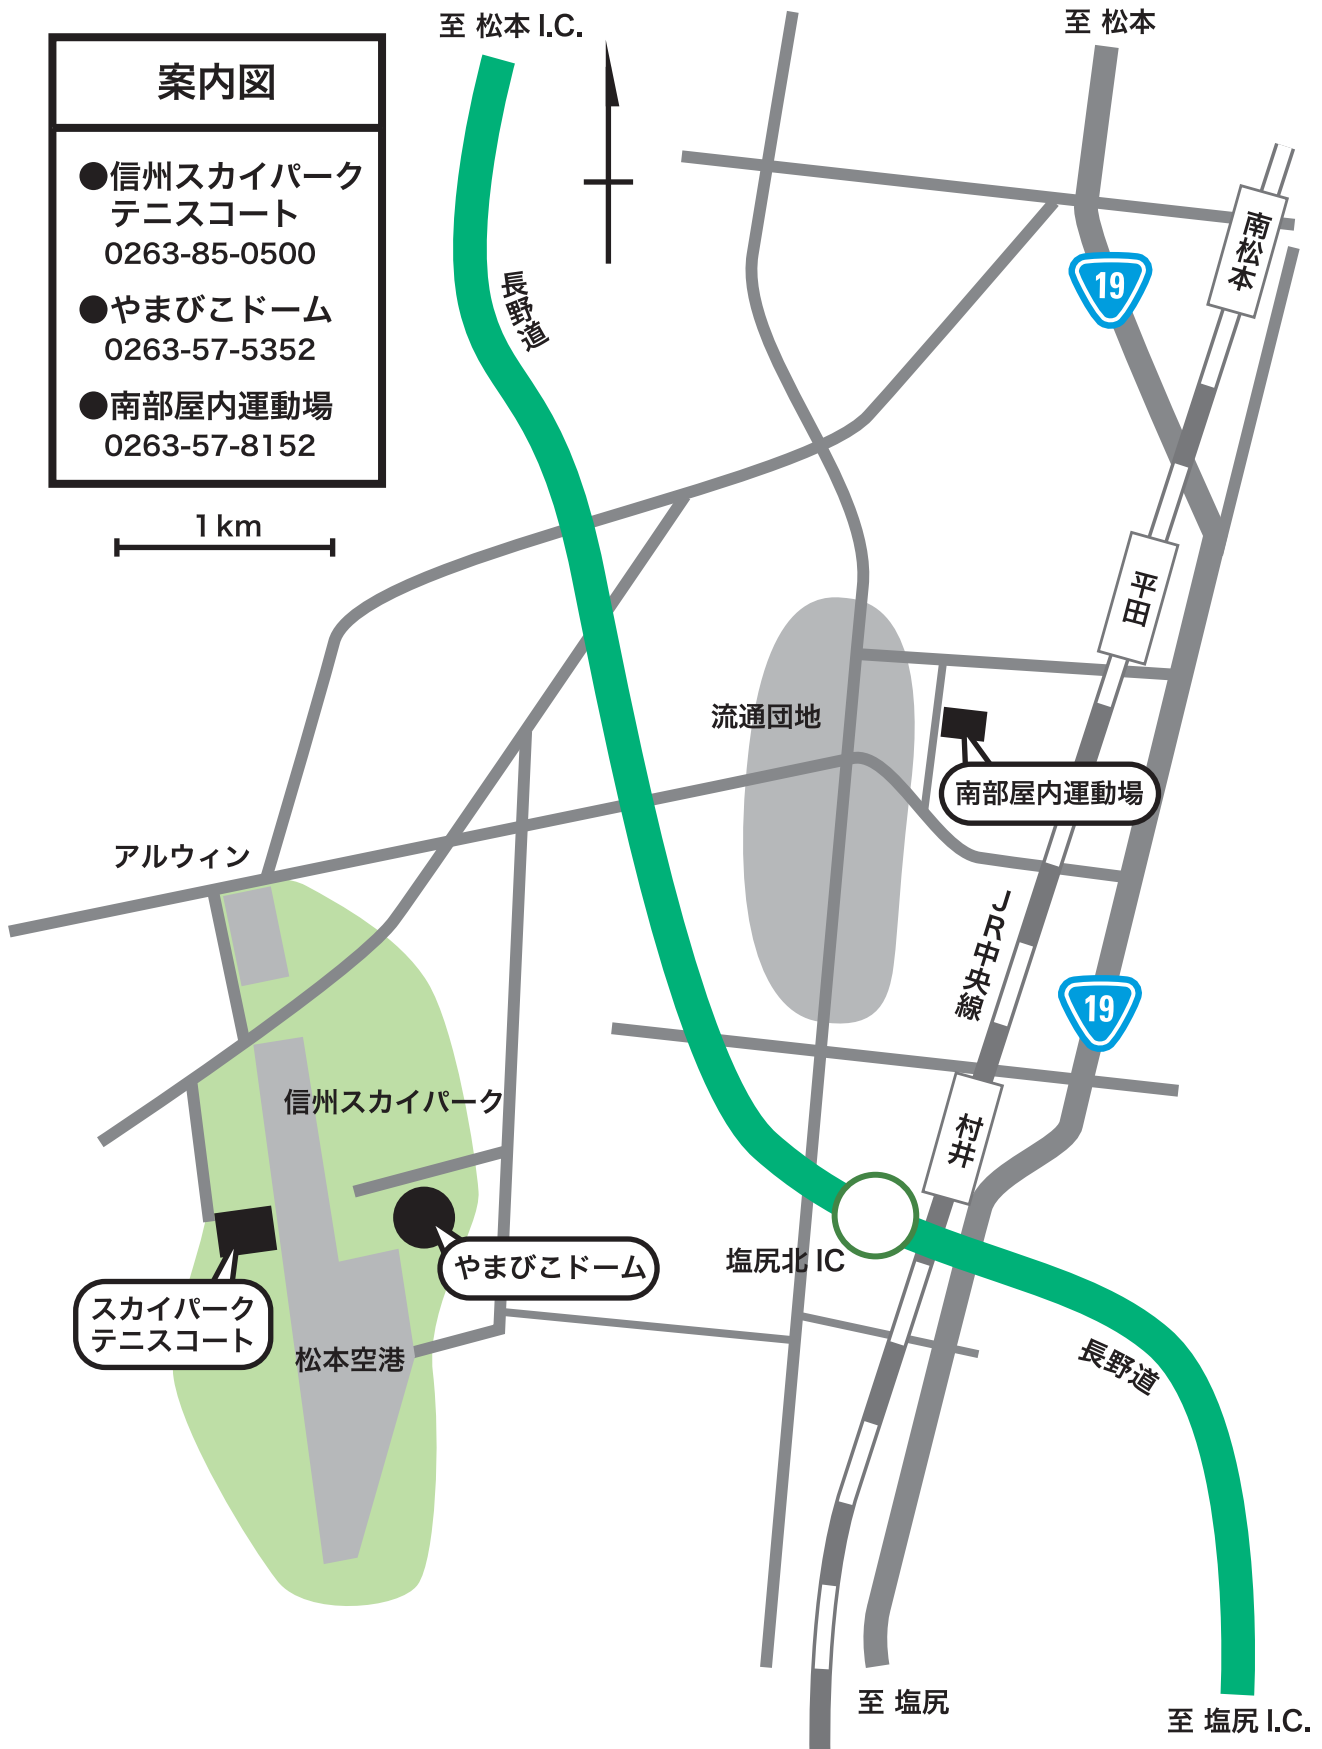 至 松本 I.C.
至 松本
案内図
●信州スカイパーク
テニスコート
0263-85-0500
●やまびこドーム
0263-57-5352
●南部屋内運動場
0263-57-8152
1 km
長野道
19
南松本
平田
流通団地
南部屋内運動場
アルウィン
JR中央線
19
信州スカイパーク
村井
やまびこドーム
塩尻北 IC
スカイパーク
テニスコート
松本空港
長野道
至 塩尻
至 塩尻 I.C.